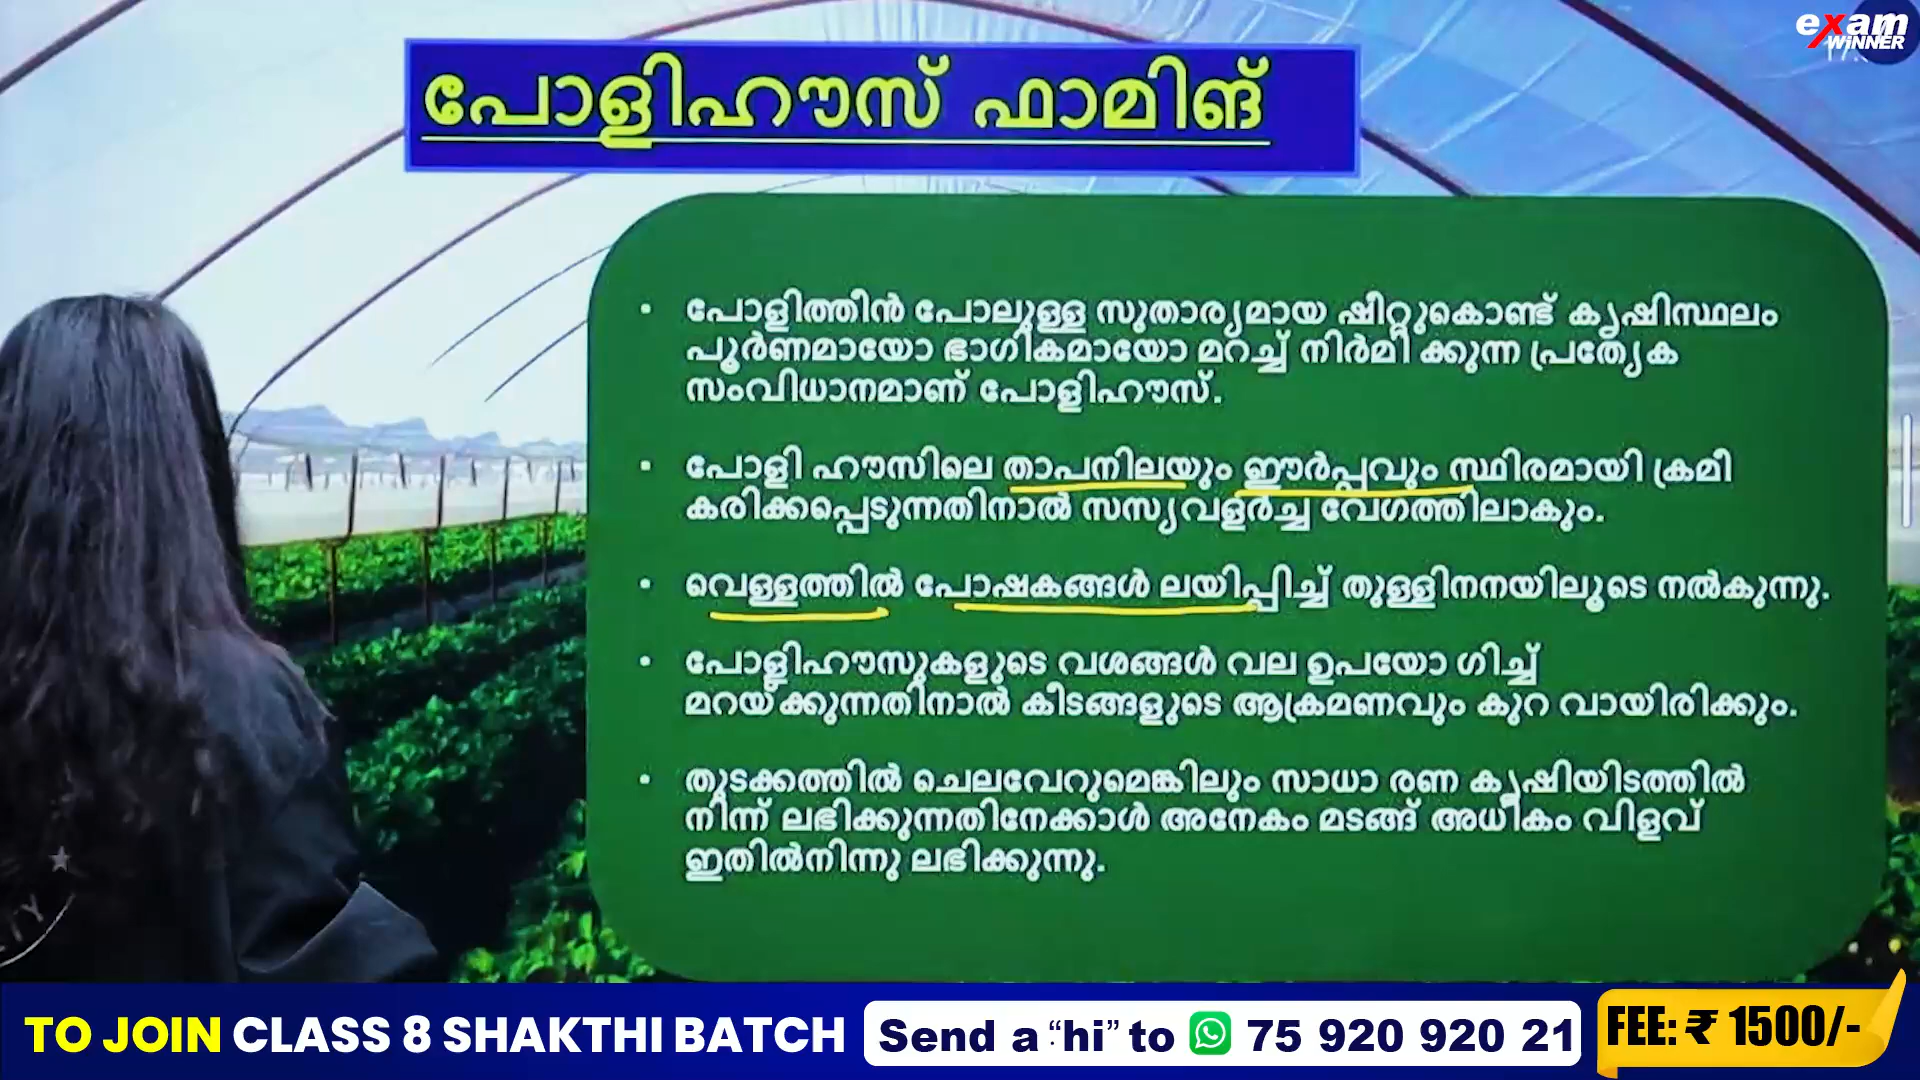 exam
WINNER
പോളിഹൗസ് ഫാമിങ്
• പോളിത്തീൻ പോലുള്ള സുതാര്യമായ ഷീറ്റുകൊണ്ട് കൃഷിസ്ഥലം
പൂർണമായോ ഭാഗികമായോ മറച്ച് നിർമി ക്കുന്ന പ്രത്യേക
സംവിധാനമാണ് പോളിഹൗസ്.
• പോളി ഹൗസിലെ താപനിലയും ഈർപ്പവും സ്ഥിരമായി ക്രമീ
കരിക്കപ്പെടുന്നതിനാൽ സസ്യവളർച്ച വേഗത്തിലാകും.
• വെള്ളത്തിൽ പോഷകങ്ങൾ ലയിപ്പിച്ച് തുള്ളിനനയിലൂടെ നൽകുന്നു.
• പോളിഹൗസുകളുടെ വശങ്ങൾ വല ഉപയോ ഗിച്ച്
മറയ്ക്കുന്നതിനാൽ കീടങ്ങളുടെ ആക്രമണവും കുറ വായിരിക്കും.
• തുടക്കത്തിൽ ചെലവേറുമെങ്കിലും സാധാ രണ കൃഷിയിടത്തിൽ
നിന്ന് ലഭിക്കുന്നതിനേക്കാൾ അനേകം മടങ്ങ് അധികം വിളവ്
ഇതിൽനിന്നു ലഭിക്കുന്നു.
TO JOIN CLASS 8 SHAKTHI BATCH Send a “hi” to 75 920 920 21 FEE: ₹ 1500/-